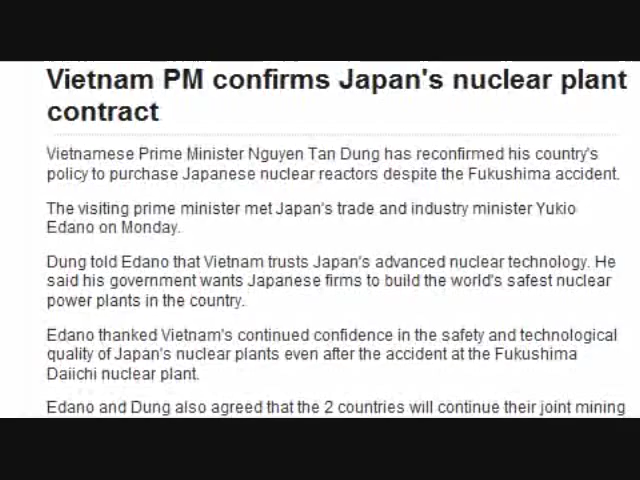 Vietnam PM confirms Japan's nuclear plant
contract
Vietnamese Prime Minister Nguyen Tan Dung has reconfirmed his country's
policy to purchase Japanese nuclear reactors despite the Fukushima accident.
The visiting prime minister met Japan's trade and industry minister Yukio
Edano on Monday.
Dung told Edano that Vietnam trusts Japan's advanced nuclear technology. He
said his government wants Japanese firms to build the world's safest nuclear
power plants in the country.
Edano thanked Vietnam's continued confidence in the safety and technological
quality of Japan's nuclear plants even after the accident at the Fukushima
Daiichi nuclear plant.
Edano and Dung also agreed that the 2 countries will continue their joint mining